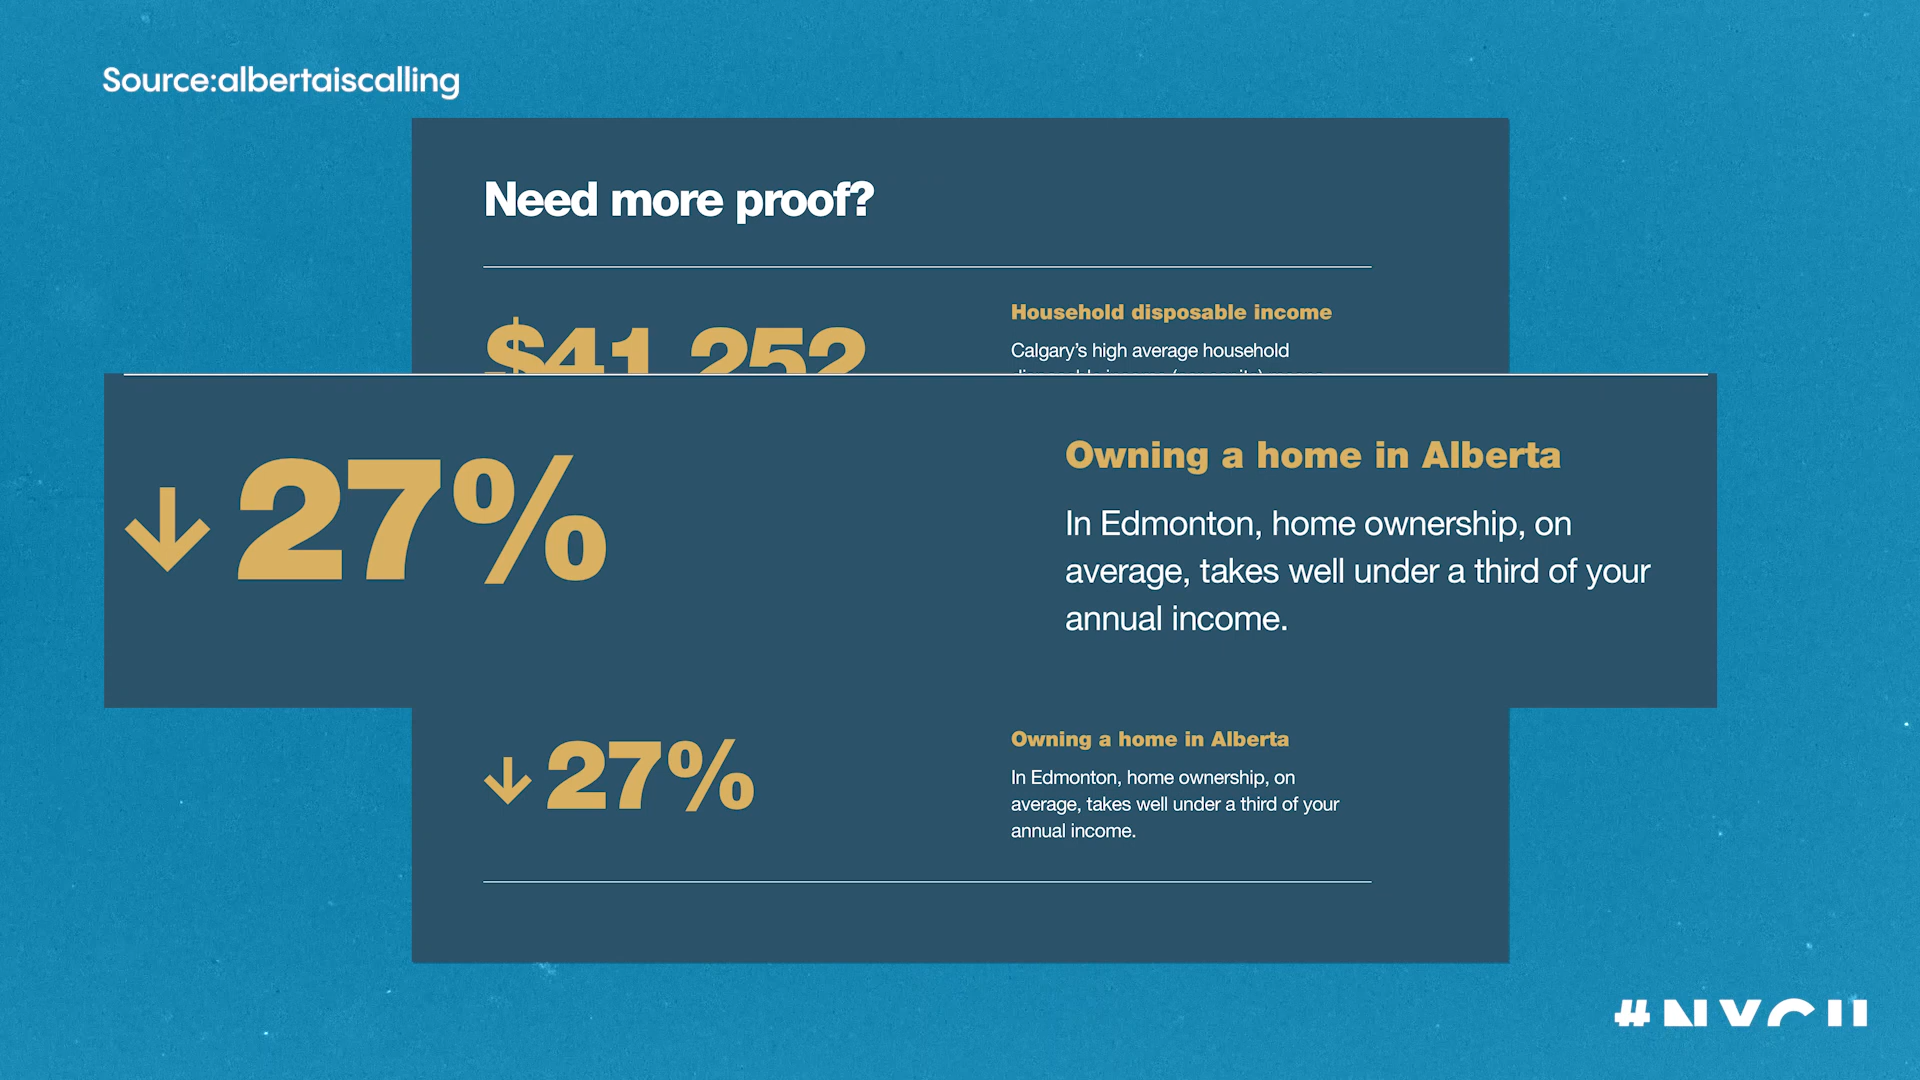 Source:albertaiscalling
Need more proof?
$41,252
Household disposable income
Calgary's high average household
27%
Owning a home in Alberta
In Edmonton, home ownership, on
average, takes well under a third of your
annual income.
27%
Owning a home in Alberta
In Edmonton, home ownership, on
average, takes well under a third of your
annual income.